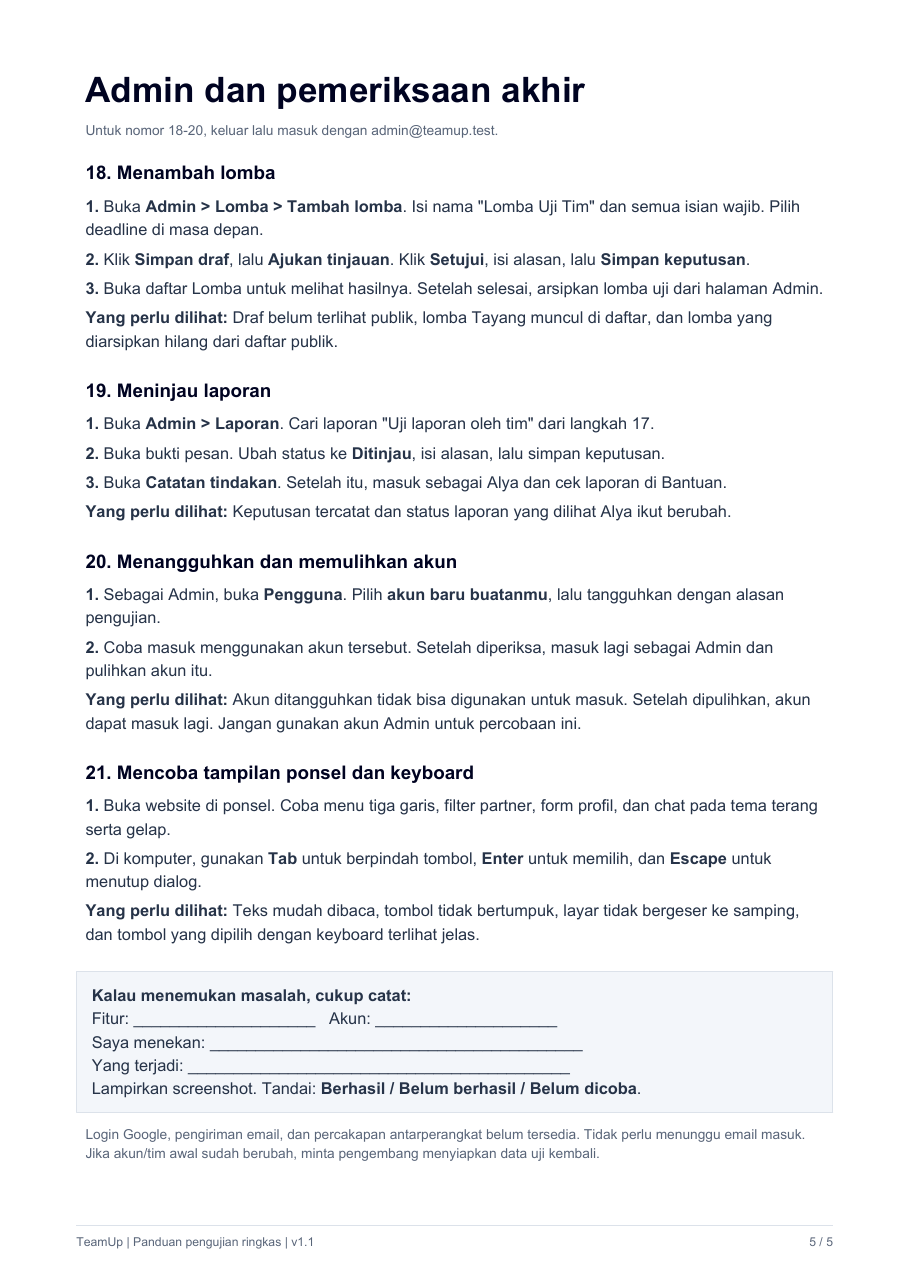 Admin dan pemeriksaan akhir
Untuk nomor 18-20, keluar lalu masuk dengan admin@teamup.test.
18. Menambah lomba
1. Buka Admin > Lomba > Tambah lomba. Isi nama "Lomba Uji Tim" dan semua isian wajib. Pilih
deadline di masa depan.
2. Klik Simpan draf, lalu Ajukan tinjauan. Klik Setujui, isi alasan, lalu Simpan keputusan.
3. Buka daftar Lomba untuk melihat hasilnya. Setelah selesai, arsipkan lomba uji dari halaman Admin.
Yang perlu dilihat: Draf belum terlihat publik, lomba Tayang muncul di daftar, dan lomba yang
diarsipkan hilang dari daftar publik.
19. Meninjau laporan
1. Buka Admin > Laporan. Cari laporan "Uji laporan oleh tim" dari langkah 17.
2. Buka bukti pesan. Ubah status ke Ditinjau, isi alasan, lalu simpan keputusan.
3. Buka Catatan tindakan. Setelah itu, masuk sebagai Alya dan cek laporan di Bantuan.
Yang perlu dilihat: Keputusan tercatat dan status laporan yang dilihat Alya ikut berubah.
20. Menangguhkan dan memulihkan akun
1. Sebagai Admin, buka Pengguna. Pilih akun baru buatanmu, lalu tangguhkan dengan alasan
pengujian.
2. Coba masuk menggunakan akun tersebut. Setelah diperiksa, masuk lagi sebagai Admin dan
pulihkan akun itu.
Yang perlu dilihat: Akun ditangguhkan tidak bisa digunakan untuk masuk. Setelah dipulihkan, akun
dapat masuk lagi. Jangan gunakan akun Admin untuk percobaan ini.
21. Mencoba tampilan ponsel dan keyboard
1. Buka website di ponsel. Coba menu tiga garis, filter partner, form profil, dan chat pada tema terang
serta gelap.
2. Di komputer, gunakan Tab untuk berpindah tombol, Enter untuk memilih, dan Escape untuk
menutup dialog.
Yang perlu dilihat: Teks mudah dibaca, tombol tidak bertumpuk, layar tidak bergeser ke samping,
dan tombol yang dipilih dengan keyboard terlihat jelas.
Kalau menemukan masalah, cukup catat:
Fitur: ____________________ Akun: ____________________
Saya menekan: _________________________________________
Yang terjadi: __________________________________________
Lampirkan screenshot. Tandai: Berhasil / Belum berhasil / Belum dicoba.
Login Google, pengiriman email, dan percakapan antarperangkat belum tersedia. Tidak perlu menunggu email masuk.
Jika akun/tim awal sudah berubah, minta pengembang menyiapkan data uji kembali.
TeamUp | Panduan pengujian ringkas | v1.1
5 / 5